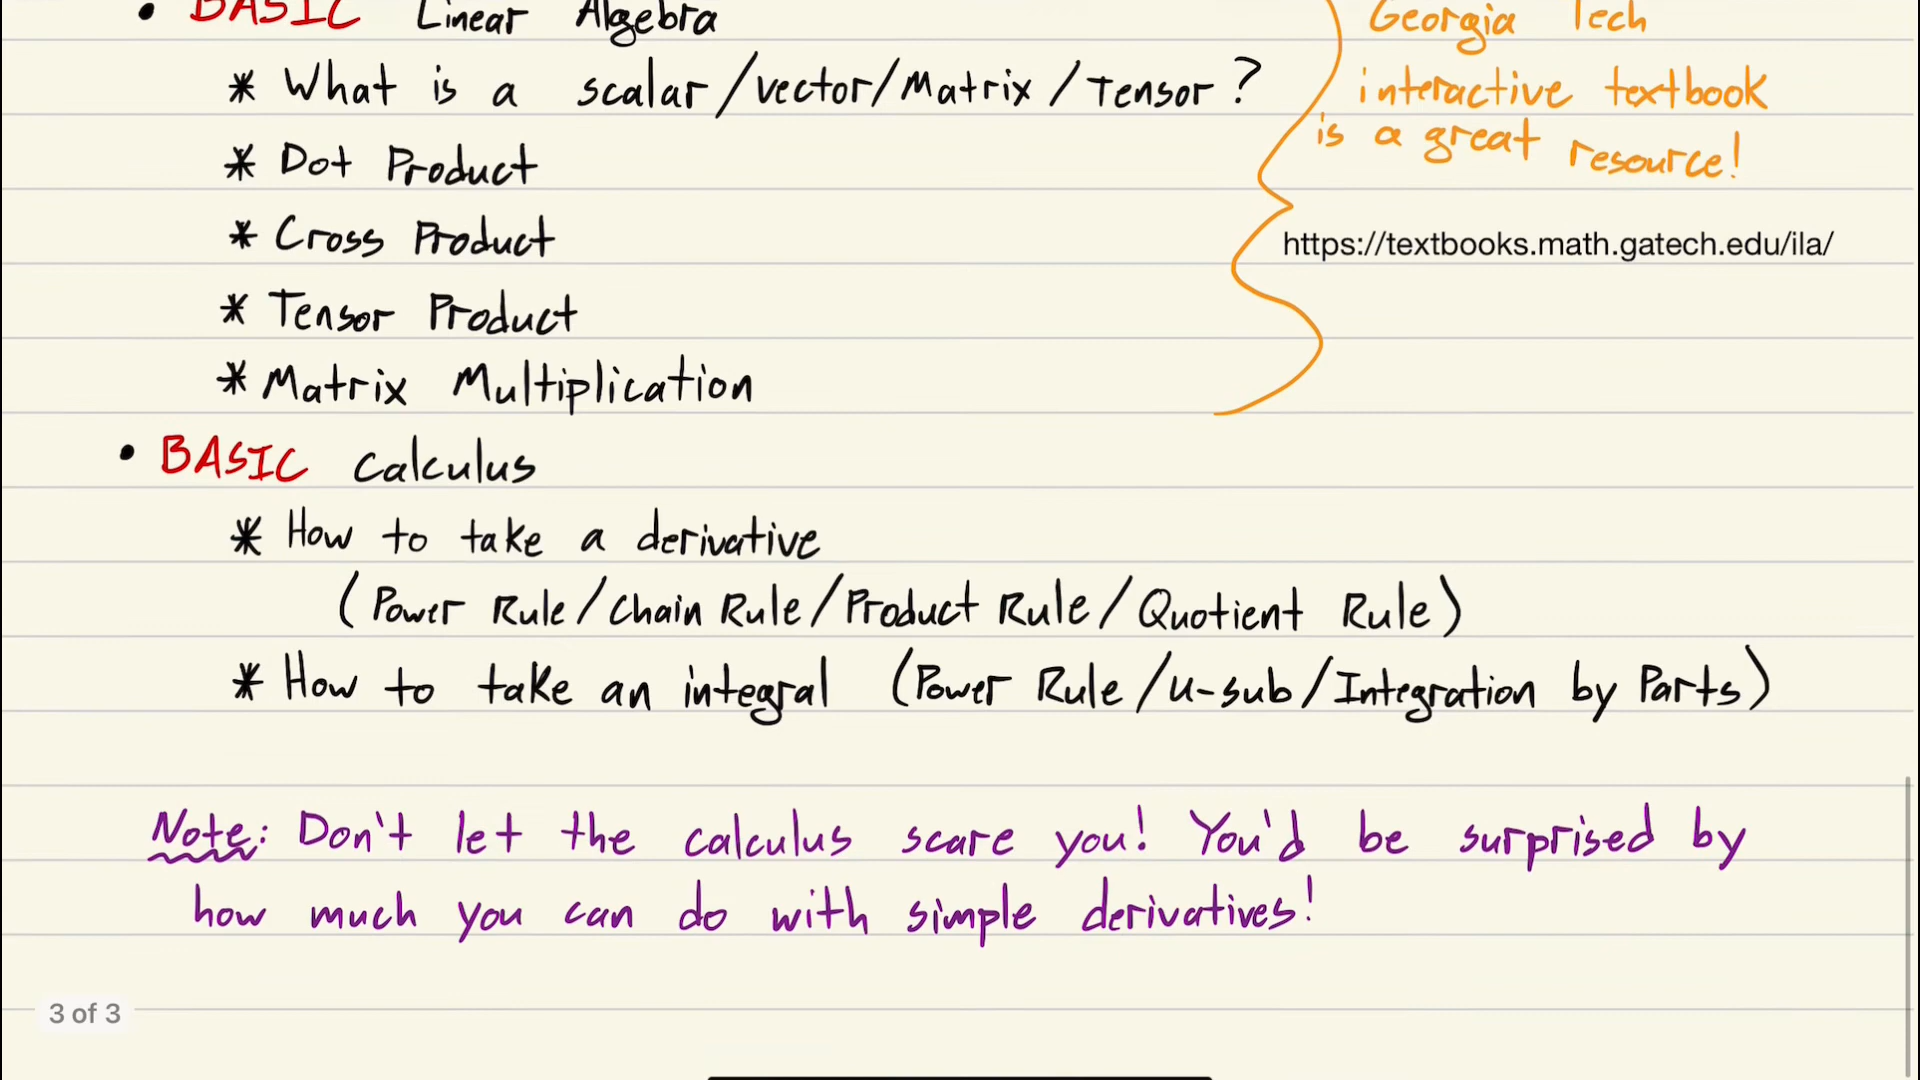 • BASIC Linear Algebra
* What is a scalar/vector/Matrix/Tensor?
* Dot Product
* Cross Product
* Tensor Product
* Matrix Multiplication
Georgia Tech
interactive textbook
is a great resource!
https://textbooks.math.gatech.edu/ila/
• BASIC Calculus
* How to take a derivative
(Power Rule/Chain Rule/Product Rule/Quotient Rule)
* How to take an integral (Power Rule/u-sub/Integration by Parts)
Note: Don't let the calculus scare you! You'd be surprised by
how much you can do with simple derivatives!
3 of 3